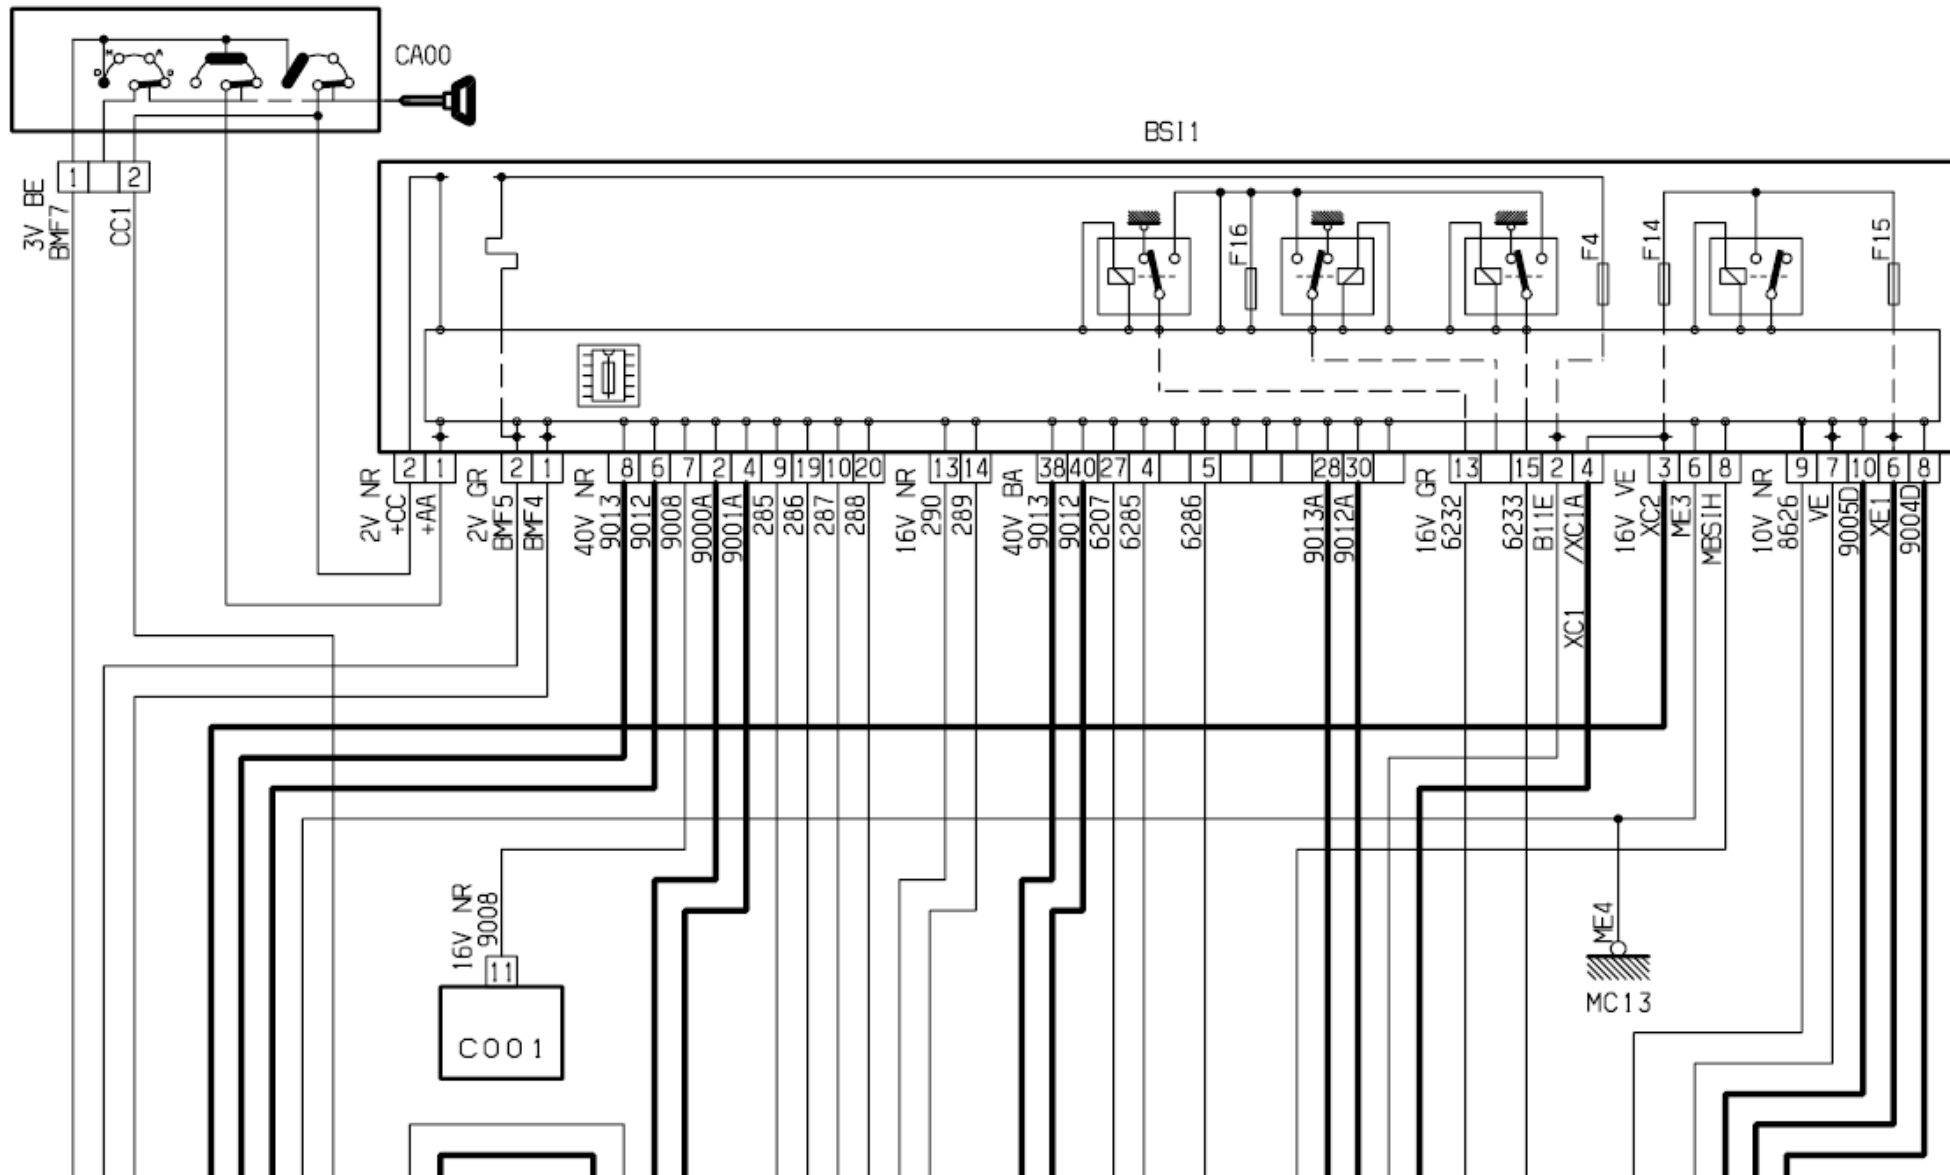 CA00
M A
D D
BSI1
1 2
3V BE
BMF7
CC1
F16
F4
F14
F15
2 1 2 1 8 6 7 2 4 9 19 10 20 13 14 38 40 27 4 5 28 30 13 15 2 4 3 6 8 9 7 10 6 8
2V NR
+CC
+AA
2V GR
BMF5
BMF4
40V NR
9013
9012
9008
9000A
9001A
285
286
287
288
16V NR
290
289
40V BA
9013
9012
6207
6285
6286
9013A
9012A
16V GR
6232
6233
B11E
/XC1A
XC1
16V VE
XC2
ME3
MBSIH
10V NR
8626
VE
9005D
XE1
9004D
16V NR
9008
11
C001
ME4
MC13